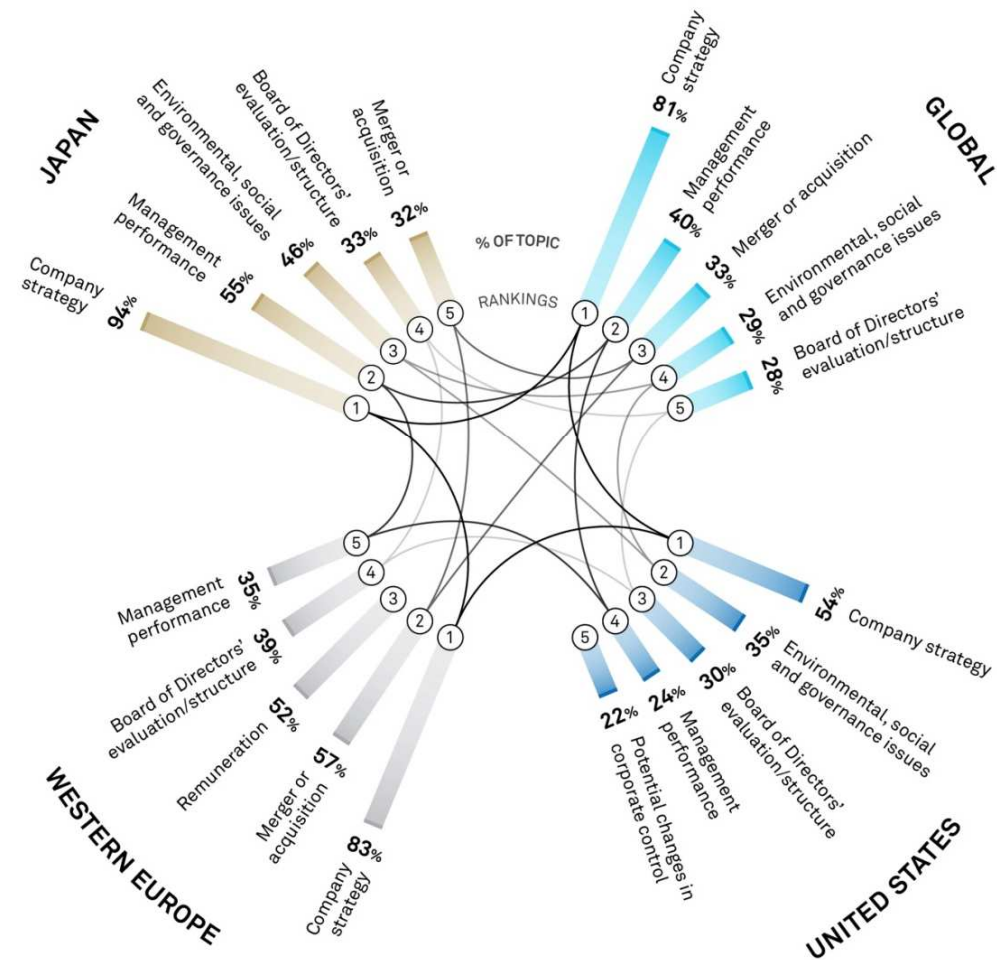 JAPAN
Company
strategy
94%
1
Management
performance
55%
2
Environmental, social
and governance issues
46%
3
Board of Directors'
evaluation/structure
33%
4
Merger or
acquisition
32%
5
% OF TOPIC
RANKINGS
GLOBAL
Company
strategy
81%
1
Management
performance
40%
2
Merger or acquisition
33%
3
Environmental, social
and governance issues
29%
4
Board of Directors'
evaluation/structure
28%
5
WESTERN EUROPE
5
35%
Management
performance
4
39%
Board of Directors'
evaluation/structure
3
52%
Remuneration
2
57%
Merger or
acquisition
1
83%
Company
strategy
UNITED STATES
1
54%
Company strategy
2
35%
Environmental, social
and governance issues
3
30%
Board of Directors'
evaluation/structure
4
24%
Management
performance
5
22%
Potential changes in
corporate control